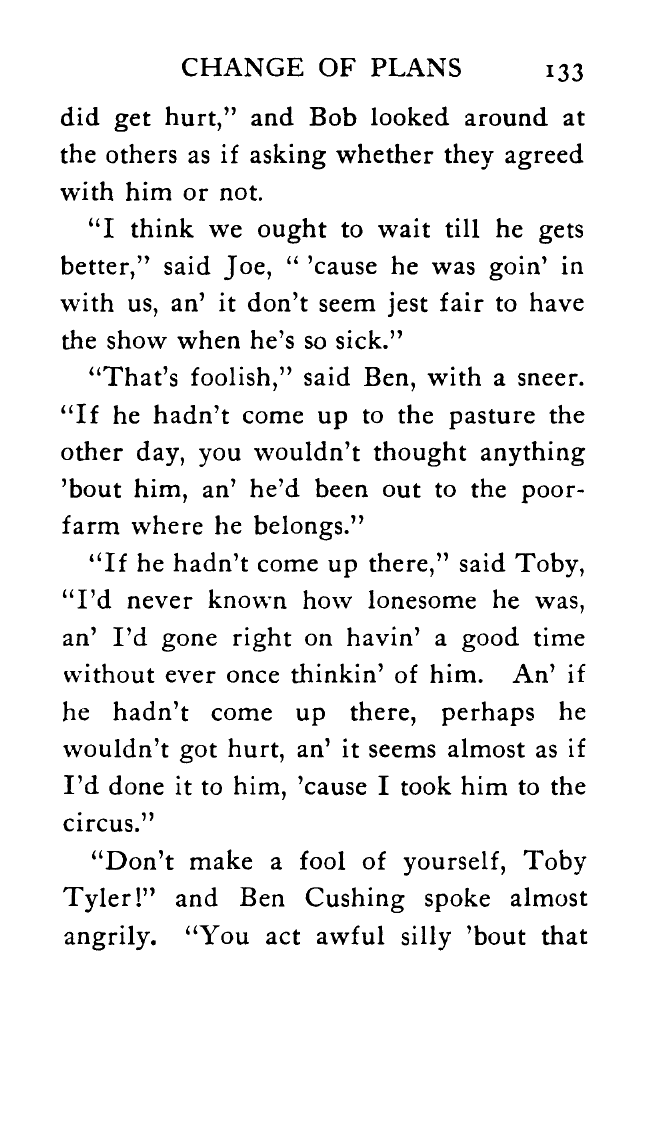 CHANGE OF PLANS 133
did get hurt,” and Bob looked around at
the others as if asking whether they agreed
with him or not.
“I think we ought to wait till he gets
better,” said Joe, “ ’cause he was goin’ in
with us, an’ it don’t seem jest fair to have
the show when he’s so sick.”
“That’s foolish,” said Ben, with a sneer.
“If he hadn’t come up to the pasture the
other day, you wouldn’t thought anything
’bout him, an’ he’d been out to the poor-
farm where he belongs.”
“If he hadn’t come up there,” said Toby,
“I’d never known how lonesome he was,
an’ I’d gone right on havin’ a good time
without ever once thinkin’ of him. An’ if
he hadn’t come up there, perhaps he
wouldn’t got hurt, an’ it seems almost as if
I’d done it to him, ’cause I took him to the
circus.”
“Don’t make a fool of yourself, Toby
Tyler!” and Ben Cushing spoke almost
angrily. “You act awful silly ’bout that